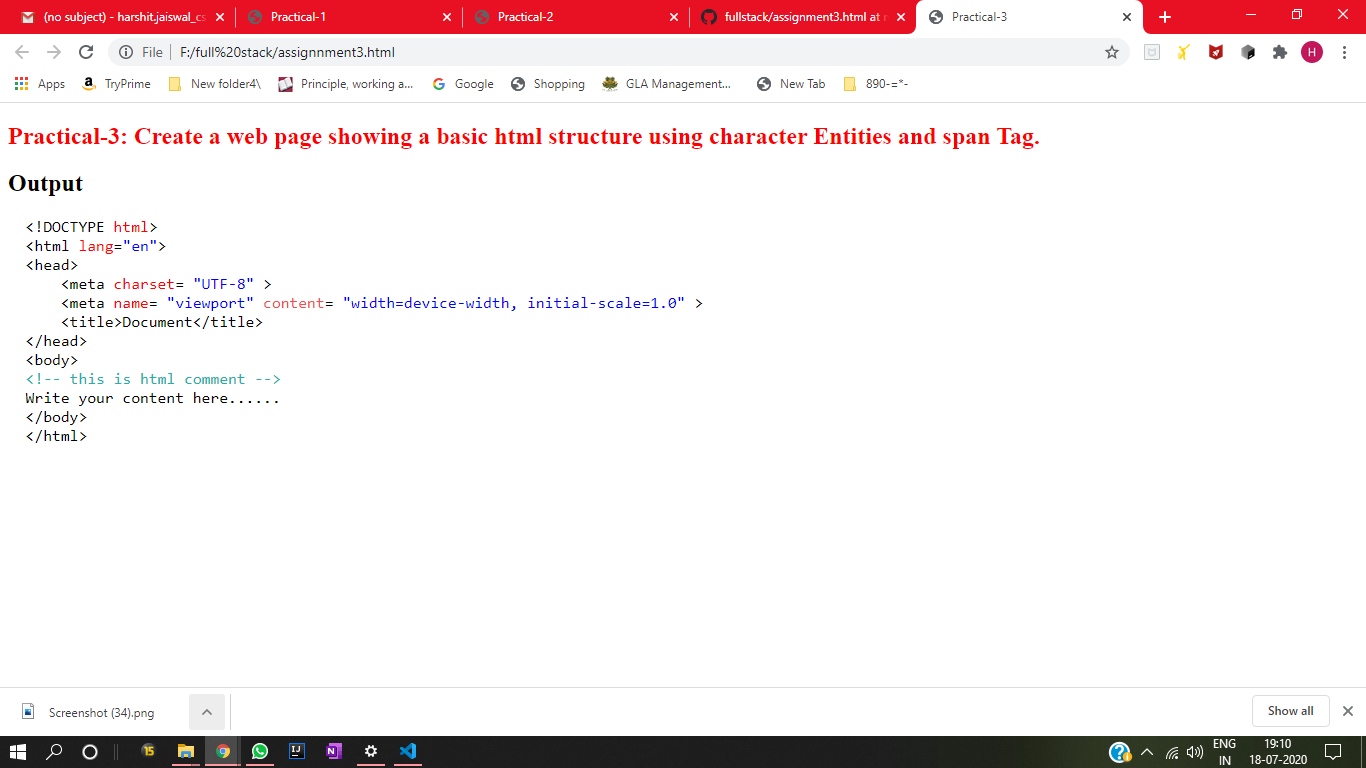 (no subject) - harshit.jaiswal_cs
Practical-1
Practical-2
fullstack/assignment3.html at
Practical-3
File
F:/full%20stack/assignnment3.html
H
Apps
TryPrime
New folder4\
Principle, working a...
Google
Shopping
GLA Management...
New Tab
890-=*-
Practical-3: Create a web page showing a basic html structure using character Entities and span Tag.
Output
<!DOCTYPE html>
<html lang="en">
<head>
    <meta charset= "UTF-8" >
    <meta name= "viewport" content= "width=device-width, initial-scale=1.0" >
    <title>Document</title>
</head>
<body>
<!-- this is html comment -->
Write your content here......
</body>
</html>
Screenshot (34).png
Show all
15
IJ
N
ENG
IN
19:10
18-07-2020